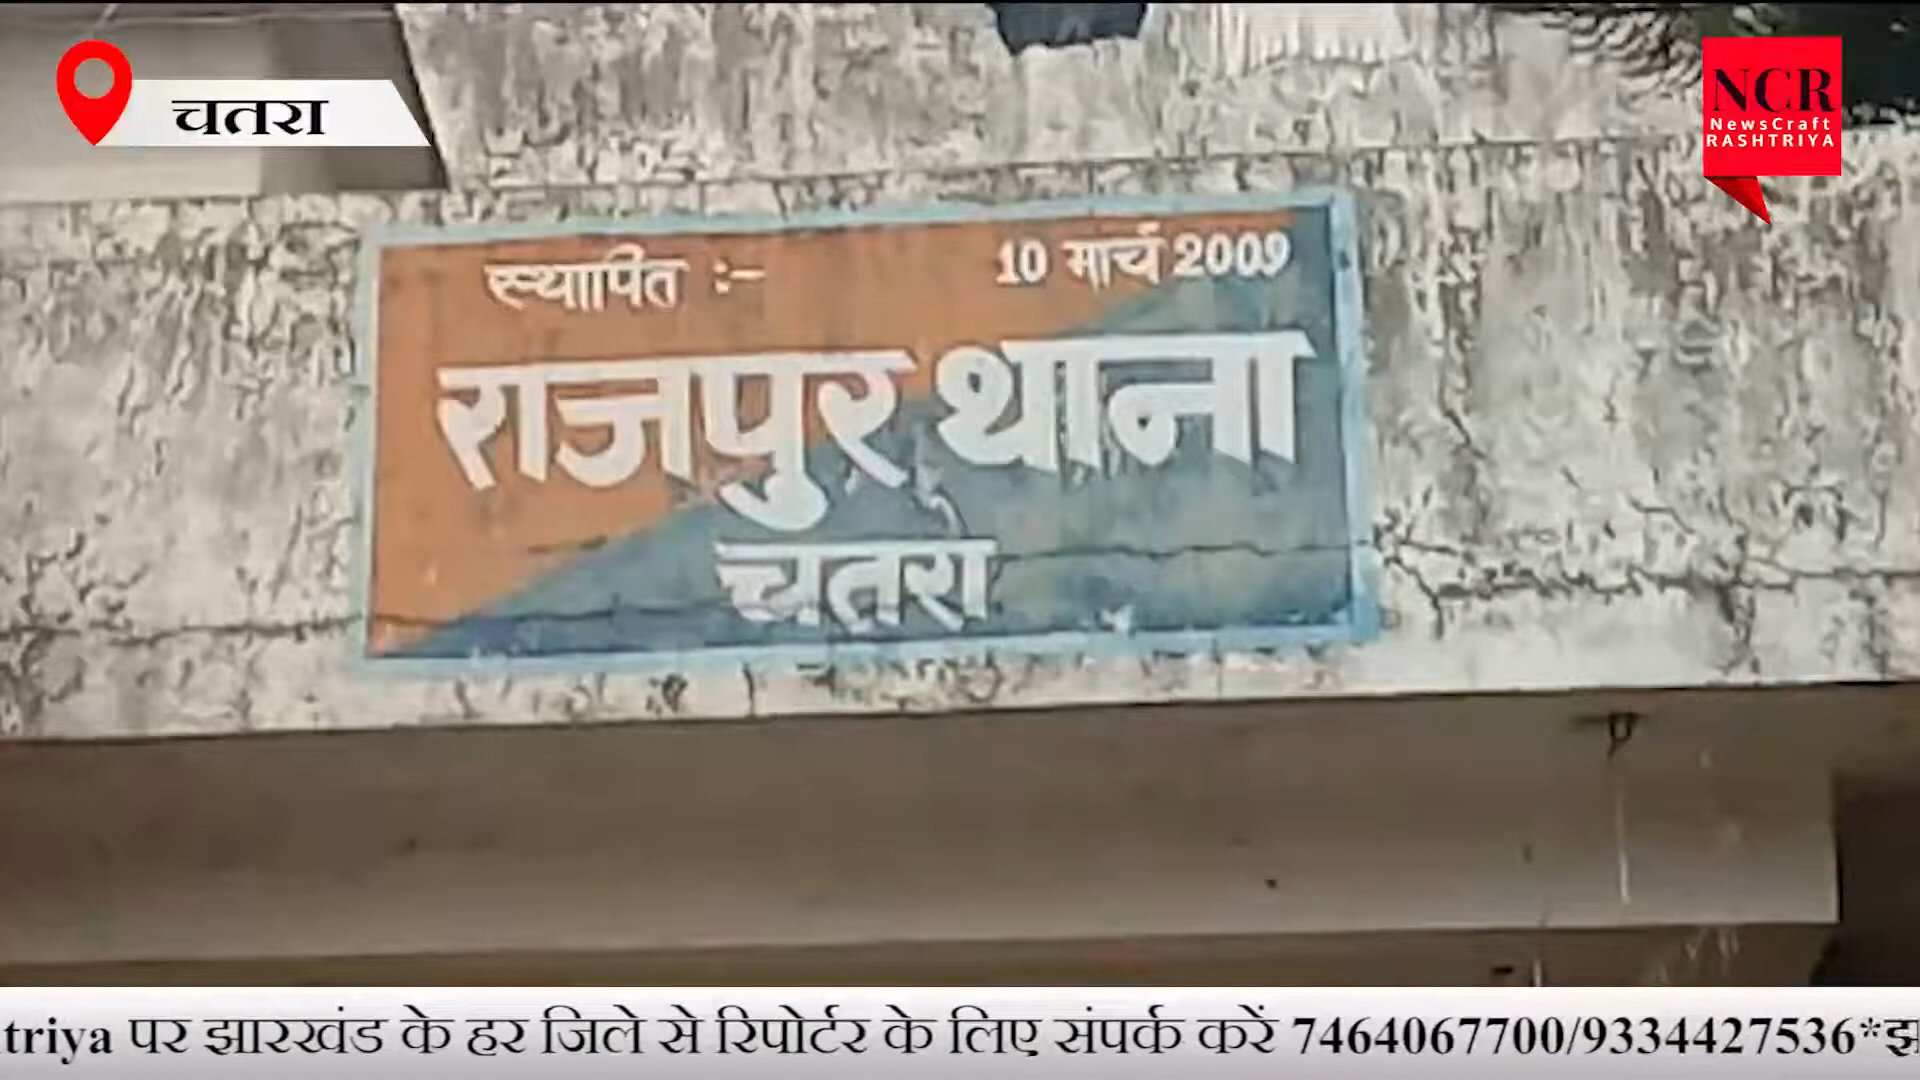 चतरा
NCR
NewsCraft
RASHTRIYA
स्थापित :- 10 मार्च 2009
राजपुर थाना
चतरा
triya पर झारखंड के हर जिले से रिपोर्टर के लिए संपर्क करें 7464067700/9334427536*झ